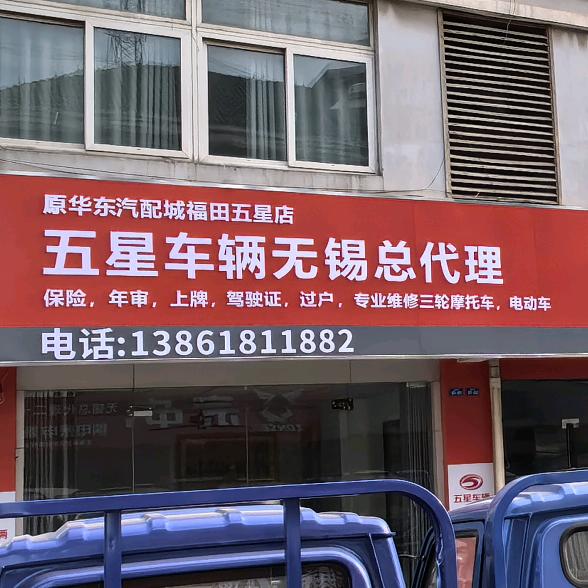 原华东汽配城福田五星店
五星车辆无锡总代理
保险，年审，上牌，驾驶证，过户，专业维修三轮摩托车，电动车
电话:13861811882
五星车辆